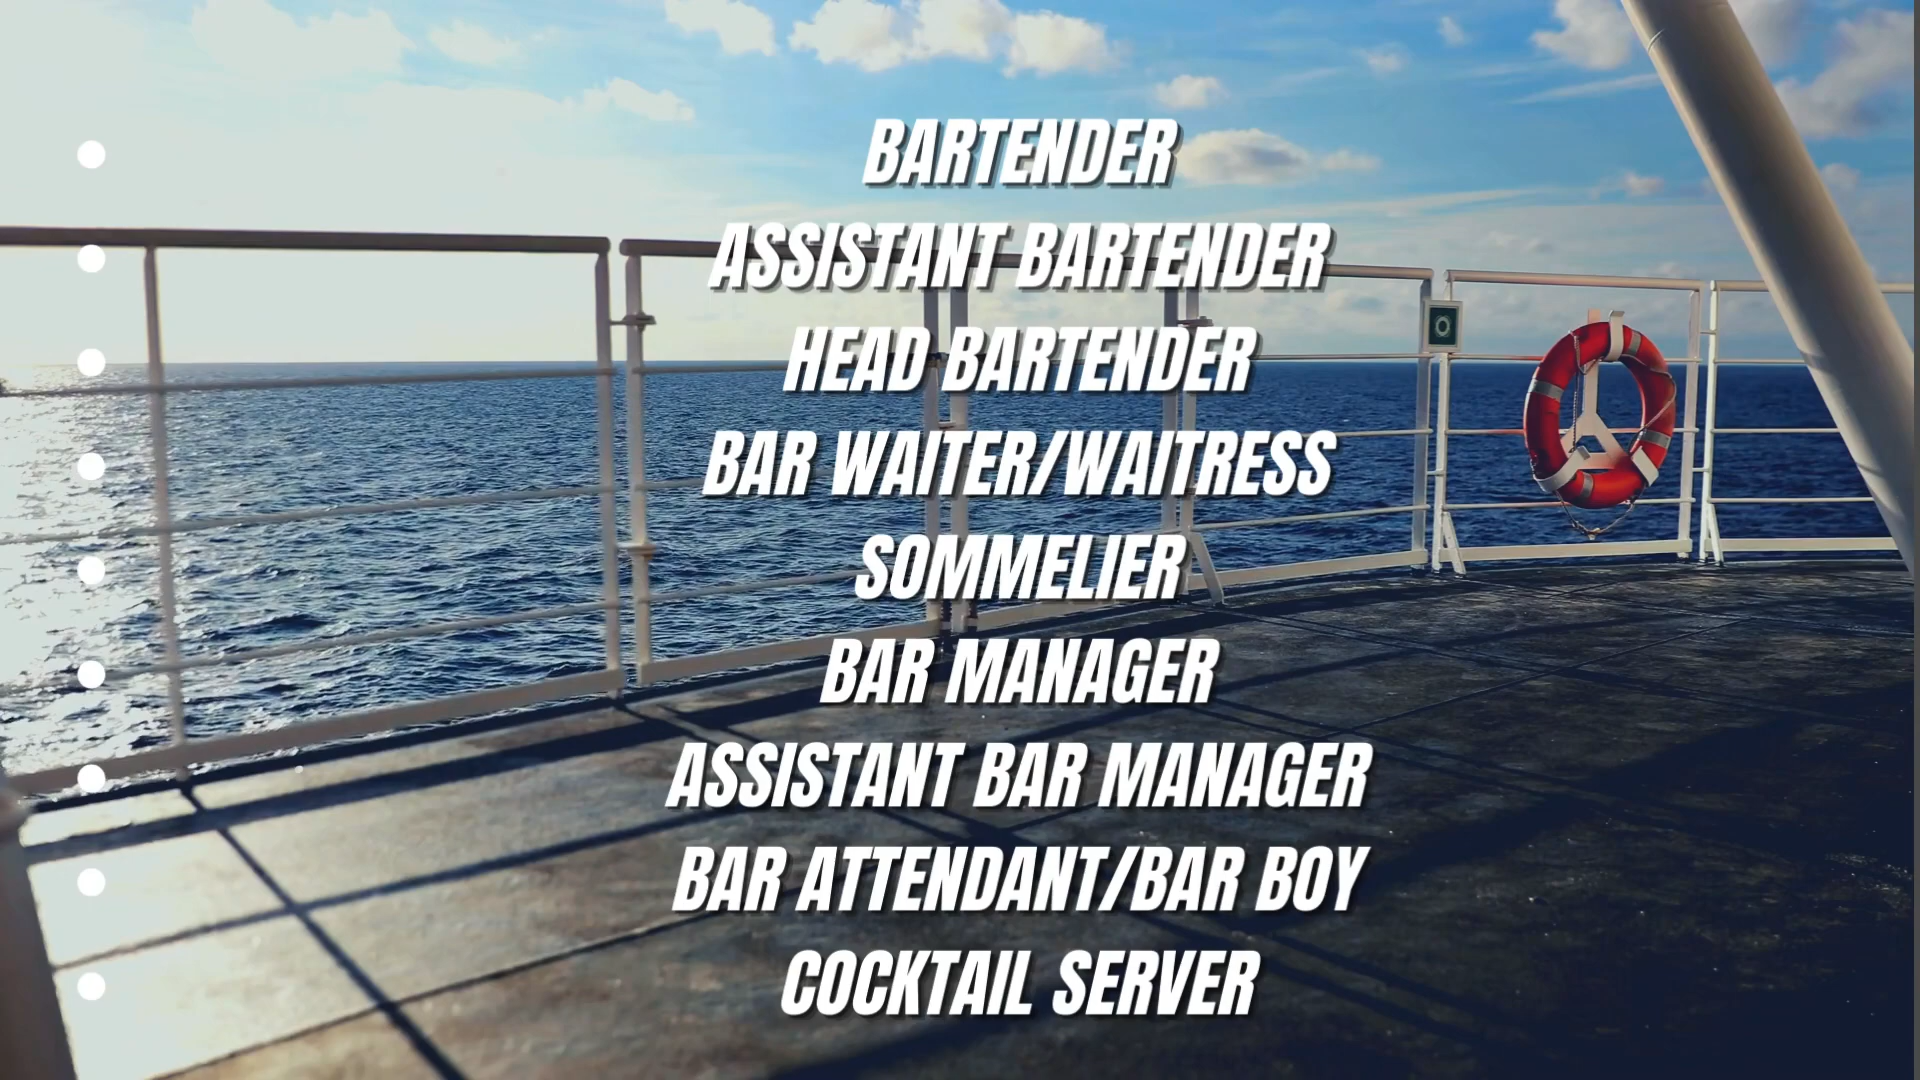 BARTENDER
ASSISTANT BARTENDER
HEAD BARTENDER
BAR WAITER/WAITRESS
SOMMELIER
BAR MANAGER
ASSISTANT BAR MANAGER
BAR ATTENDANT/BAR BOY
COCKTAIL SERVER